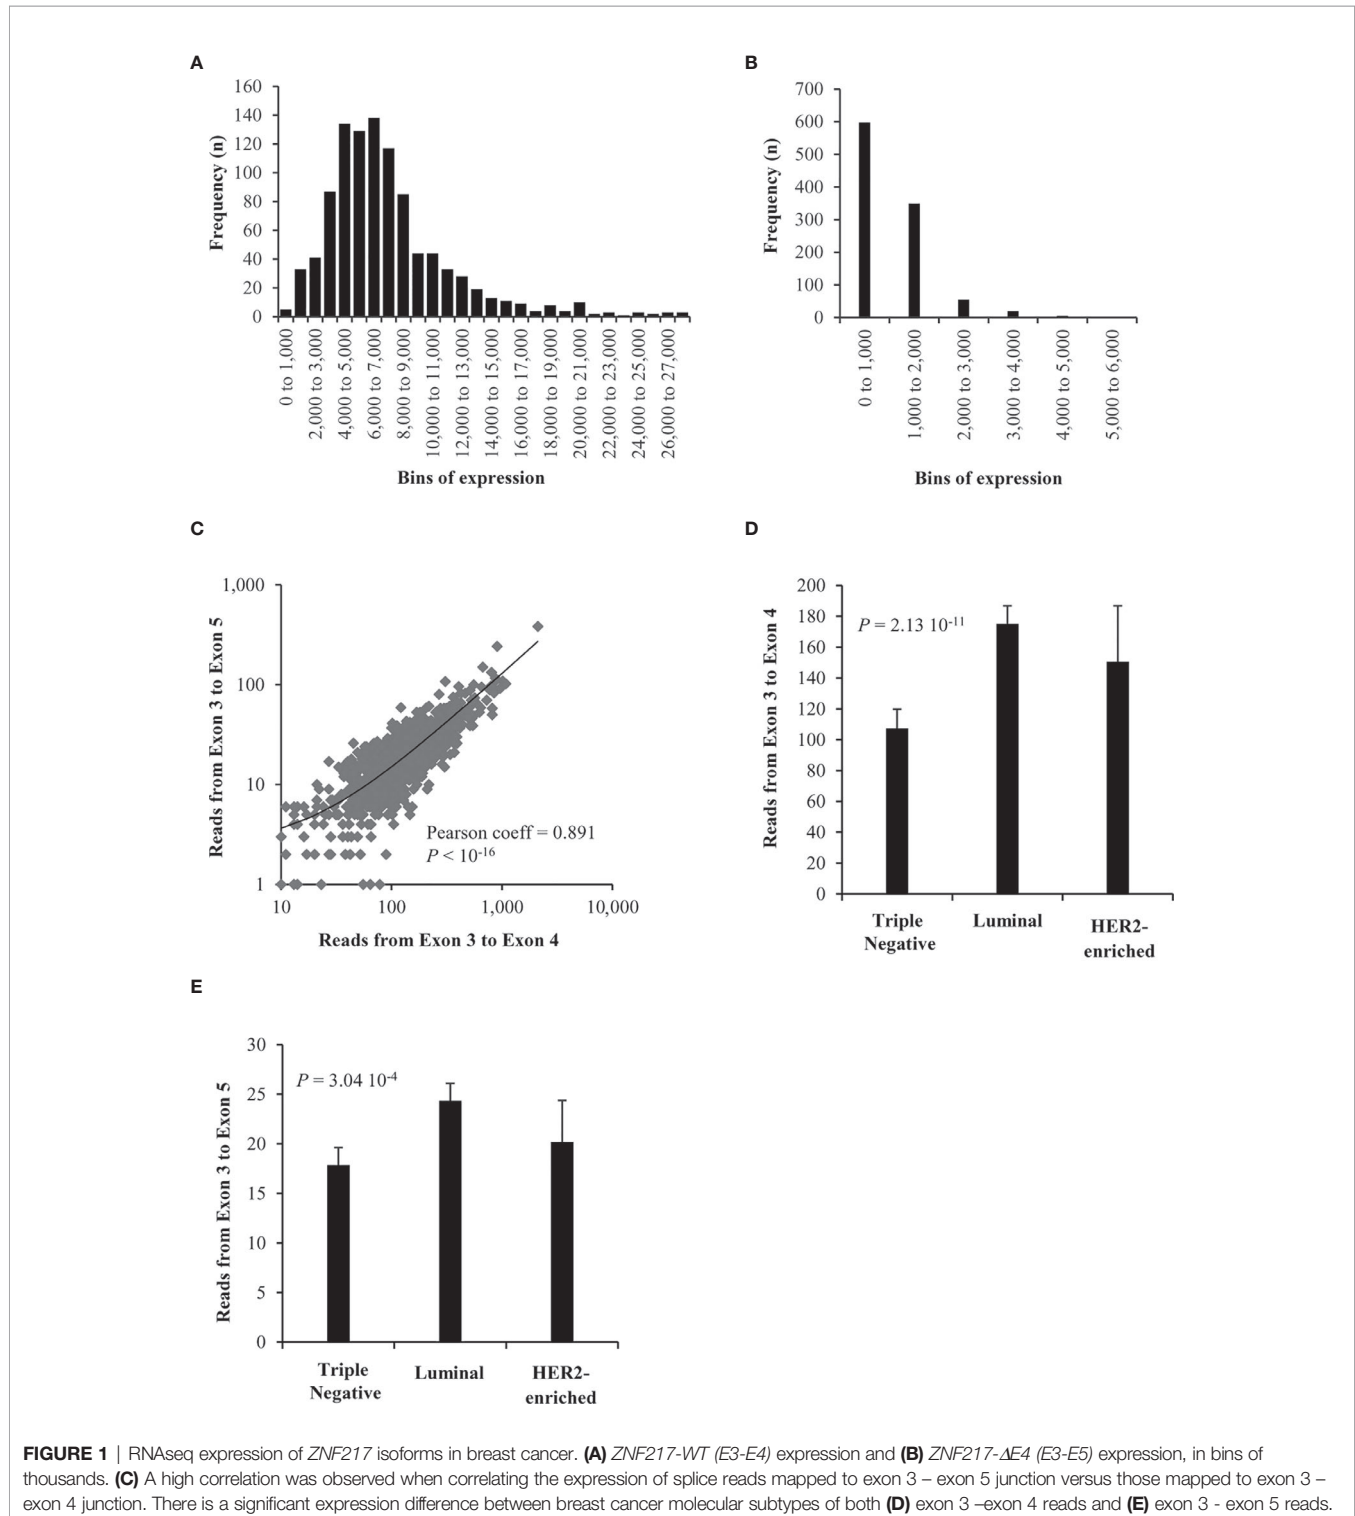 A
160
140
120
100
80
60
40
20
0
Frequency (n)
0 to 1,000
2,000 to 3,000
4,000 to 5,000
6,000 to 7,000
8,000 to 9,000
10,000 to 11,000
12,000 to 13,000
14,000 to 15,000
16,000 to 17,000
18,000 to 19,000
20,000 to 21,000
22,000 to 23,000
24,000 to 25,000
26,000 to 27,000
Bins of expression
B
700
600
500
400
300
200
100
0
Frequency (n)
0 to 1,000
1,000 to 2,000
2,000 to 3,000
3,000 to 4,000
4,000 to 5,000
5,000 to 6,000
Bins of expression
C
1,000
100
10
1
Reads from Exon 3 to Exon 5
Pearson coeff = 0.891
P < 10-16
10
100
1,000
10,000
Reads from Exon 3 to Exon 4
D
200
180
160
140
120
100
80
60
40
20
0
Reads from Exon 3 to Exon 4
P = 2.13 10-11
Triple
Negative
Luminal
HER2-
enriched
E
30
25
20
15
10
5
0
Reads from Exon 3 to Exon 5
P = 3.04 10-4
Triple
Negative
Luminal
HER2-
enriched
FIGURE 1 | RNAseq expression of ZNF217 isoforms in breast cancer. (A) ZNF217-WT (E3-E4) expression and (B) ZNF217-ΔE4 (E3-E5) expression, in bins of
thousands. (C) A high correlation was observed when correlating the expression of splice reads mapped to exon 3 – exon 5 junction versus those mapped to exon 3 –
exon 4 junction. There is a significant expression difference between breast cancer molecular subtypes of both (D) exon 3 –exon 4 reads and (E) exon 3 - exon 5 reads.